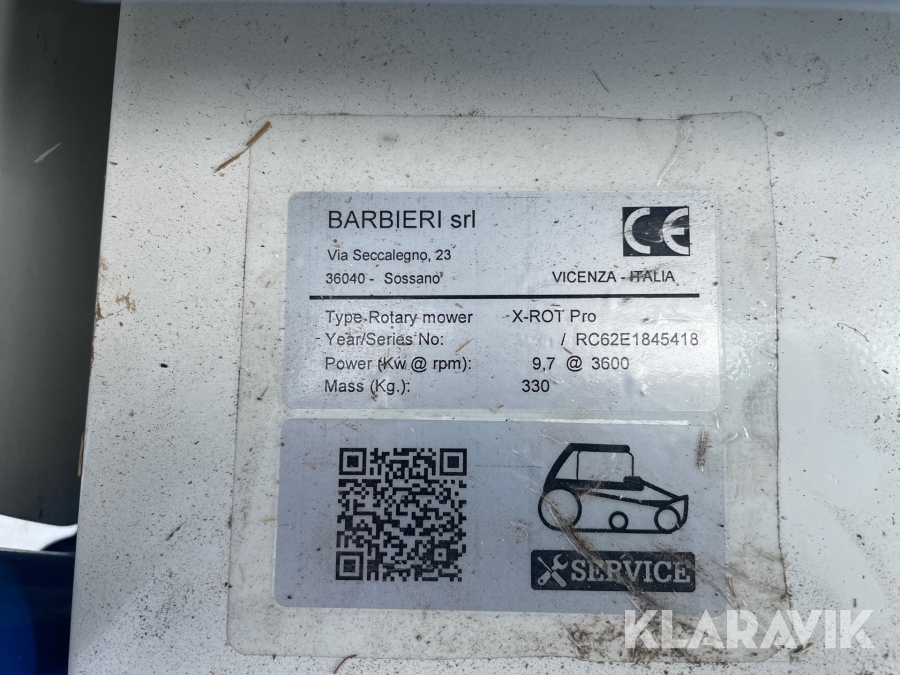 BARBIERI srl
CE
Via Seccalegno, 23
36040 - Sossano
VICENZA - ITALIA
Type Rotary mower X-ROT Pro
Year/Series No: / RC62E1845418
Power (Kw @ rpm): 9,7 @ 3600
Mass (Kg.): 330
SERVICE
KLARAVIK